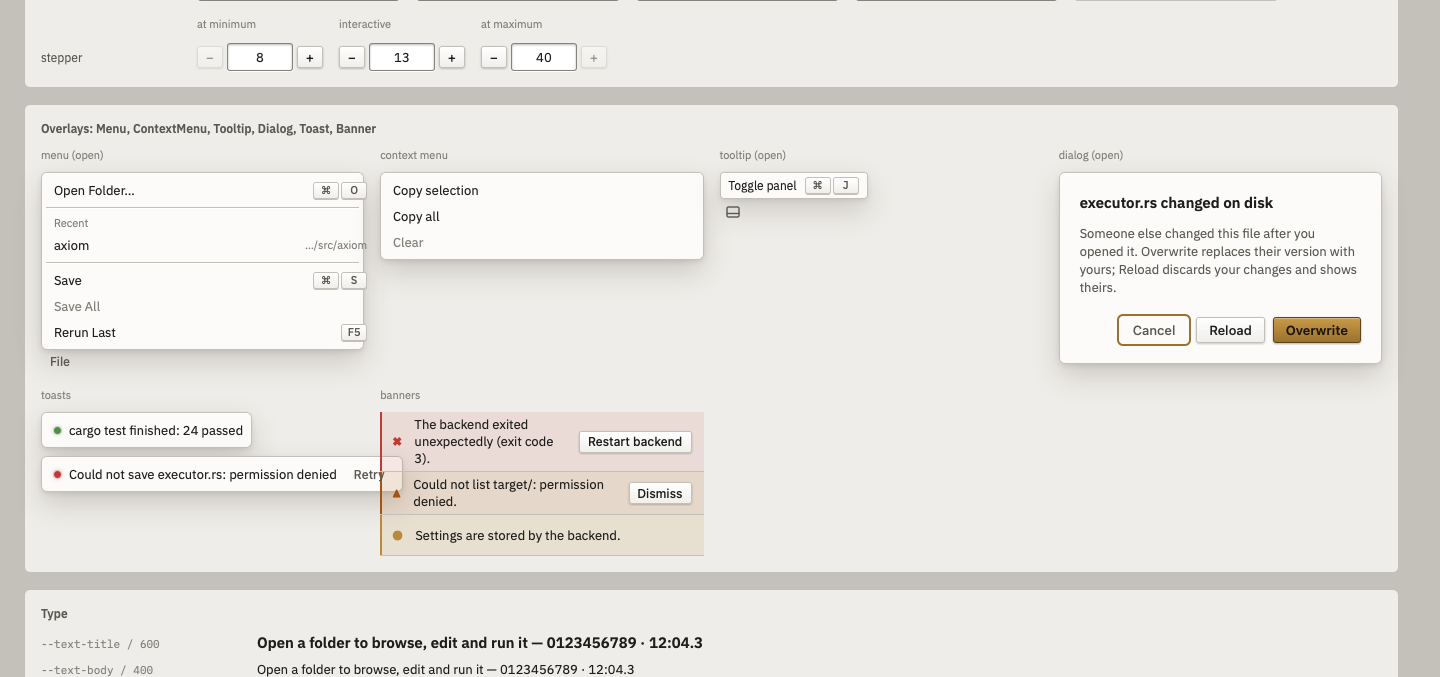 at minimum interactive at maximum
stepper − 8 + − 13 + − 40 +
Overlays: Menu, ContextMenu, Tooltip, Dialog, Toast, Banner
menu (open)
Open Folder... ⌘ O
Recent
axiom .../src/axiom
Save ⌘ S
Save All
Rerun Last F5
File
context menu
Copy selection
Copy all
Clear
tooltip (open)
Toggle panel ⌘ J
dialog (open)
executor.rs changed on disk
Someone else changed this file after you
opened it. Overwrite replaces their version with
yours; Reload discards your changes and shows
theirs.
Cancel Reload Overwrite
toasts
cargo test finished: 24 passed
Could not save executor.rs: permission denied Retry
banners
The backend exited
unexpectedly (exit code
3).
Restart backend
Could not list target/: permission
denied.
Dismiss
Settings are stored by the backend.
Type
--text-title / 600 Open a folder to browse, edit and run it — 0123456789 · 12:04.3
--text-body / 400 Open a folder to browse, edit and run it — 0123456789 · 12:04.3